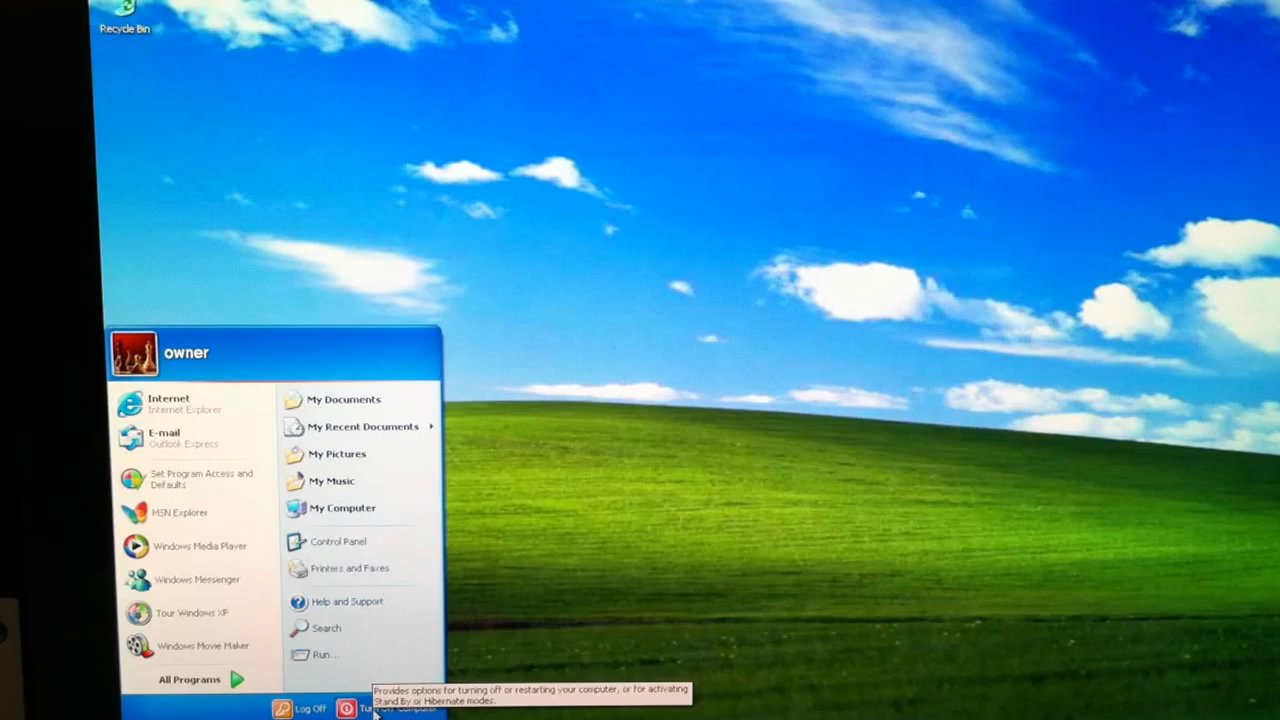 Recycle Bin
owner
Internet
Internet Explorer
E-mail
Outlook Express
Set Program Access and
Defaults
MSN Explorer
Windows Media Player
Windows Messenger
Tour Windows XP
Windows Movie Maker
All Programs
My Documents
My Recent Documents
My Pictures
My Music
My Computer
Control Panel
Printers and Faxes
Help and Support
Search
Run...
Provides options for turning off or restarting your computer, or for activating
Stand By or Hibernate modes.
Log Off
Turn Off Computer